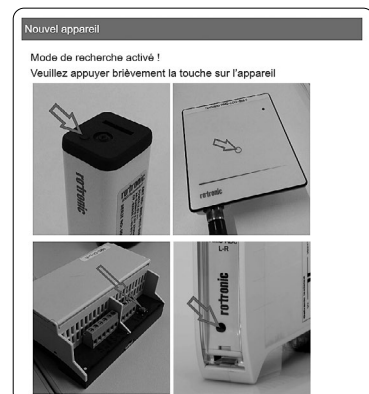 Nouvel appareil
Mode de recherche activé !
Veuillez appuyer brièvement la touche sur l'appareil
rotronic
rotronic
L-R
rotronic